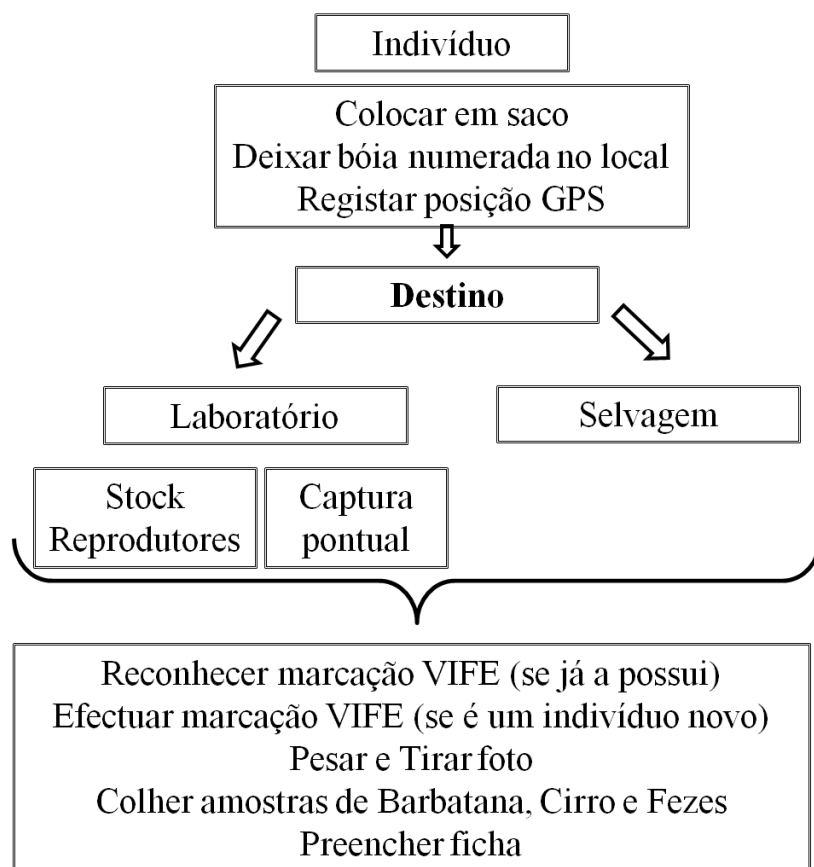 Indivíduo
Colocar em saco
Deixar bóia numerada no local
Registar posição GPS
Destino
Laboratório
Selvagem
Stock
Reprodutores
Captura
pontual
Reconhecer marcação VIFE (se já a possui)
Efectuar marcação VIFE (se é um indivíduo novo)
Pesar e Tirar foto
Colher amostras de Barbatana, Cirro e Fezes
Preencher ficha